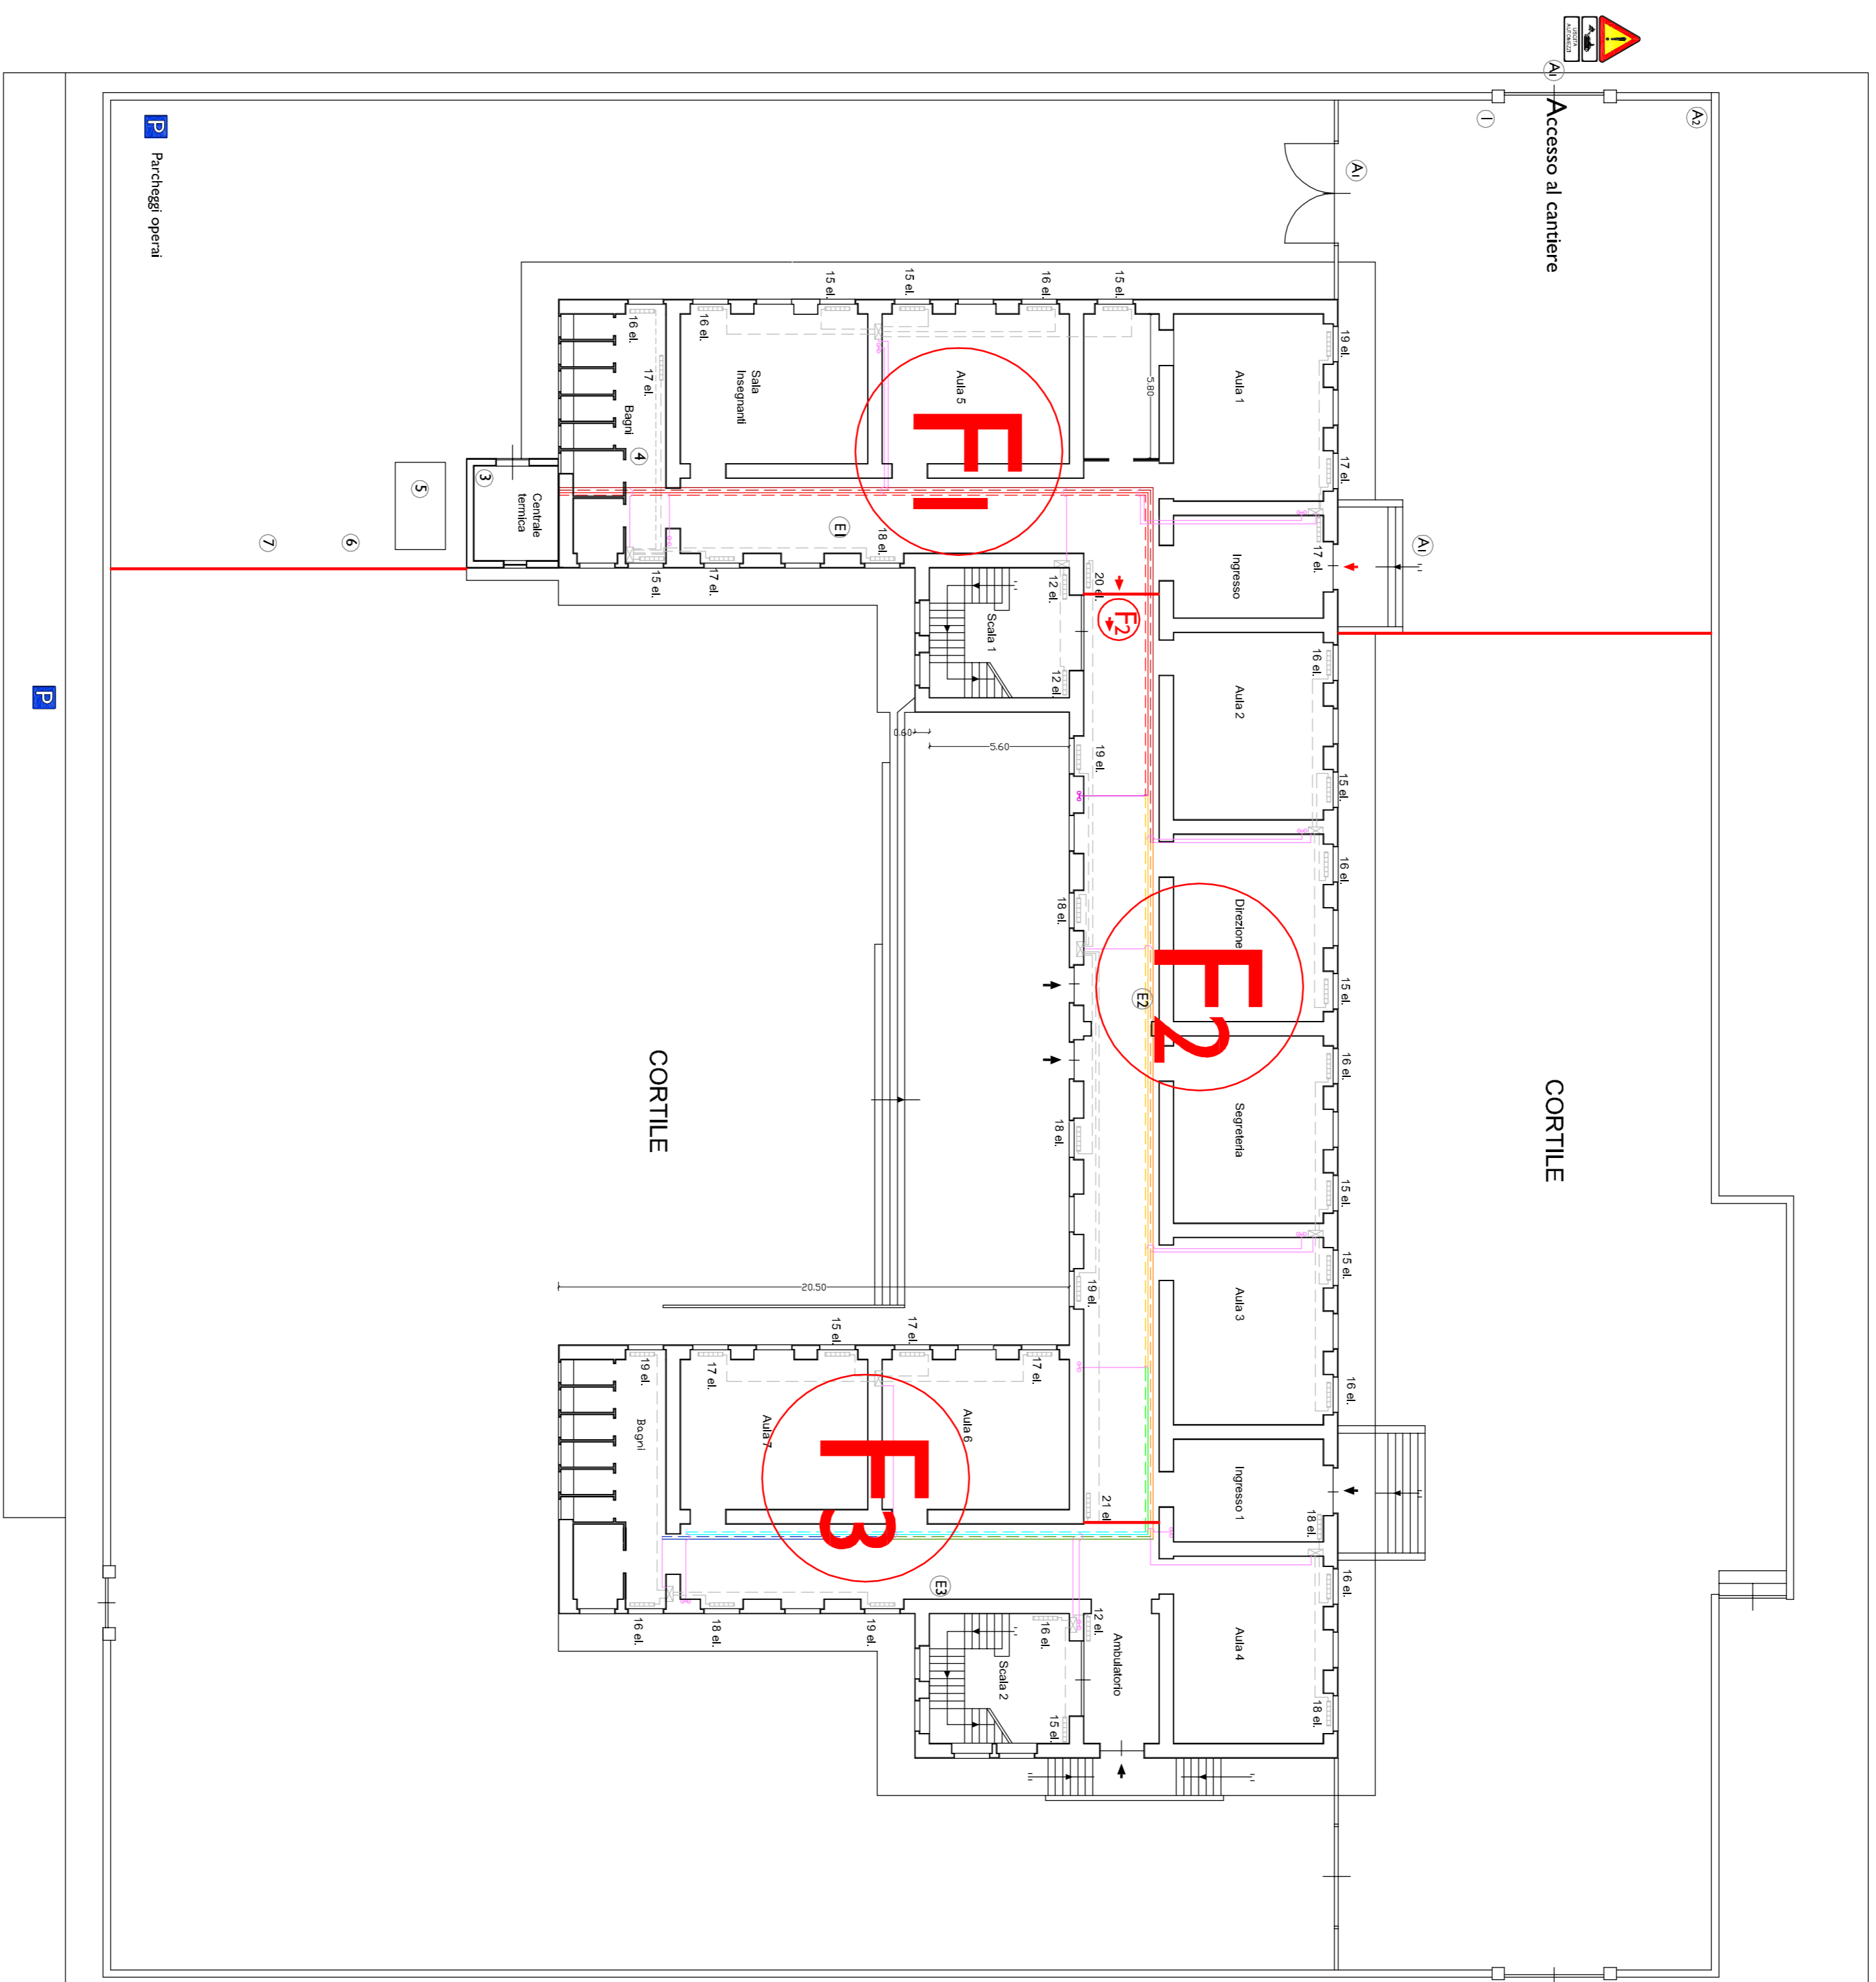 USCITA
AUTOMEZZI
A1
Accesso al cantiere
A2
1
A1
P
Parcheggi operai
15 el.
15 el.
16 el.
15 el.
19 el.
16 el.
16 el.
17 el.
Bagni
Sala
Insegnanti
Aula 5
5.80
Aula 1
17 el.
F1
4
3
5
Centrale
termica
7
6
E1
18 el.
15 el.
17 el.
12 el.
20 el.
Ingresso
17 el.
A1
Scala 1
F2
12 el.
16 el.
Aula 2
P
0.60
5.60
19 el.
15 el.
16 el.
18 el.
Direzione
F2
E2
15 el.
CORTILE
CORTILE
16 el.
18 el.
Segreteria
15 el.
20.50
19 el.
15 el.
Aula 3
15 el.
17 el.
19 el.
17 el.
17 el.
16 el.
Bagni
Aula 7
Aula 6
F3
21 el.
Ingresso 1
18 el.
E3
16 el.
16 el.
18 el.
19 el.
16 el.
12 el.
Scala 2
Ambulatorio
Aula 4
15 el.
18 el.